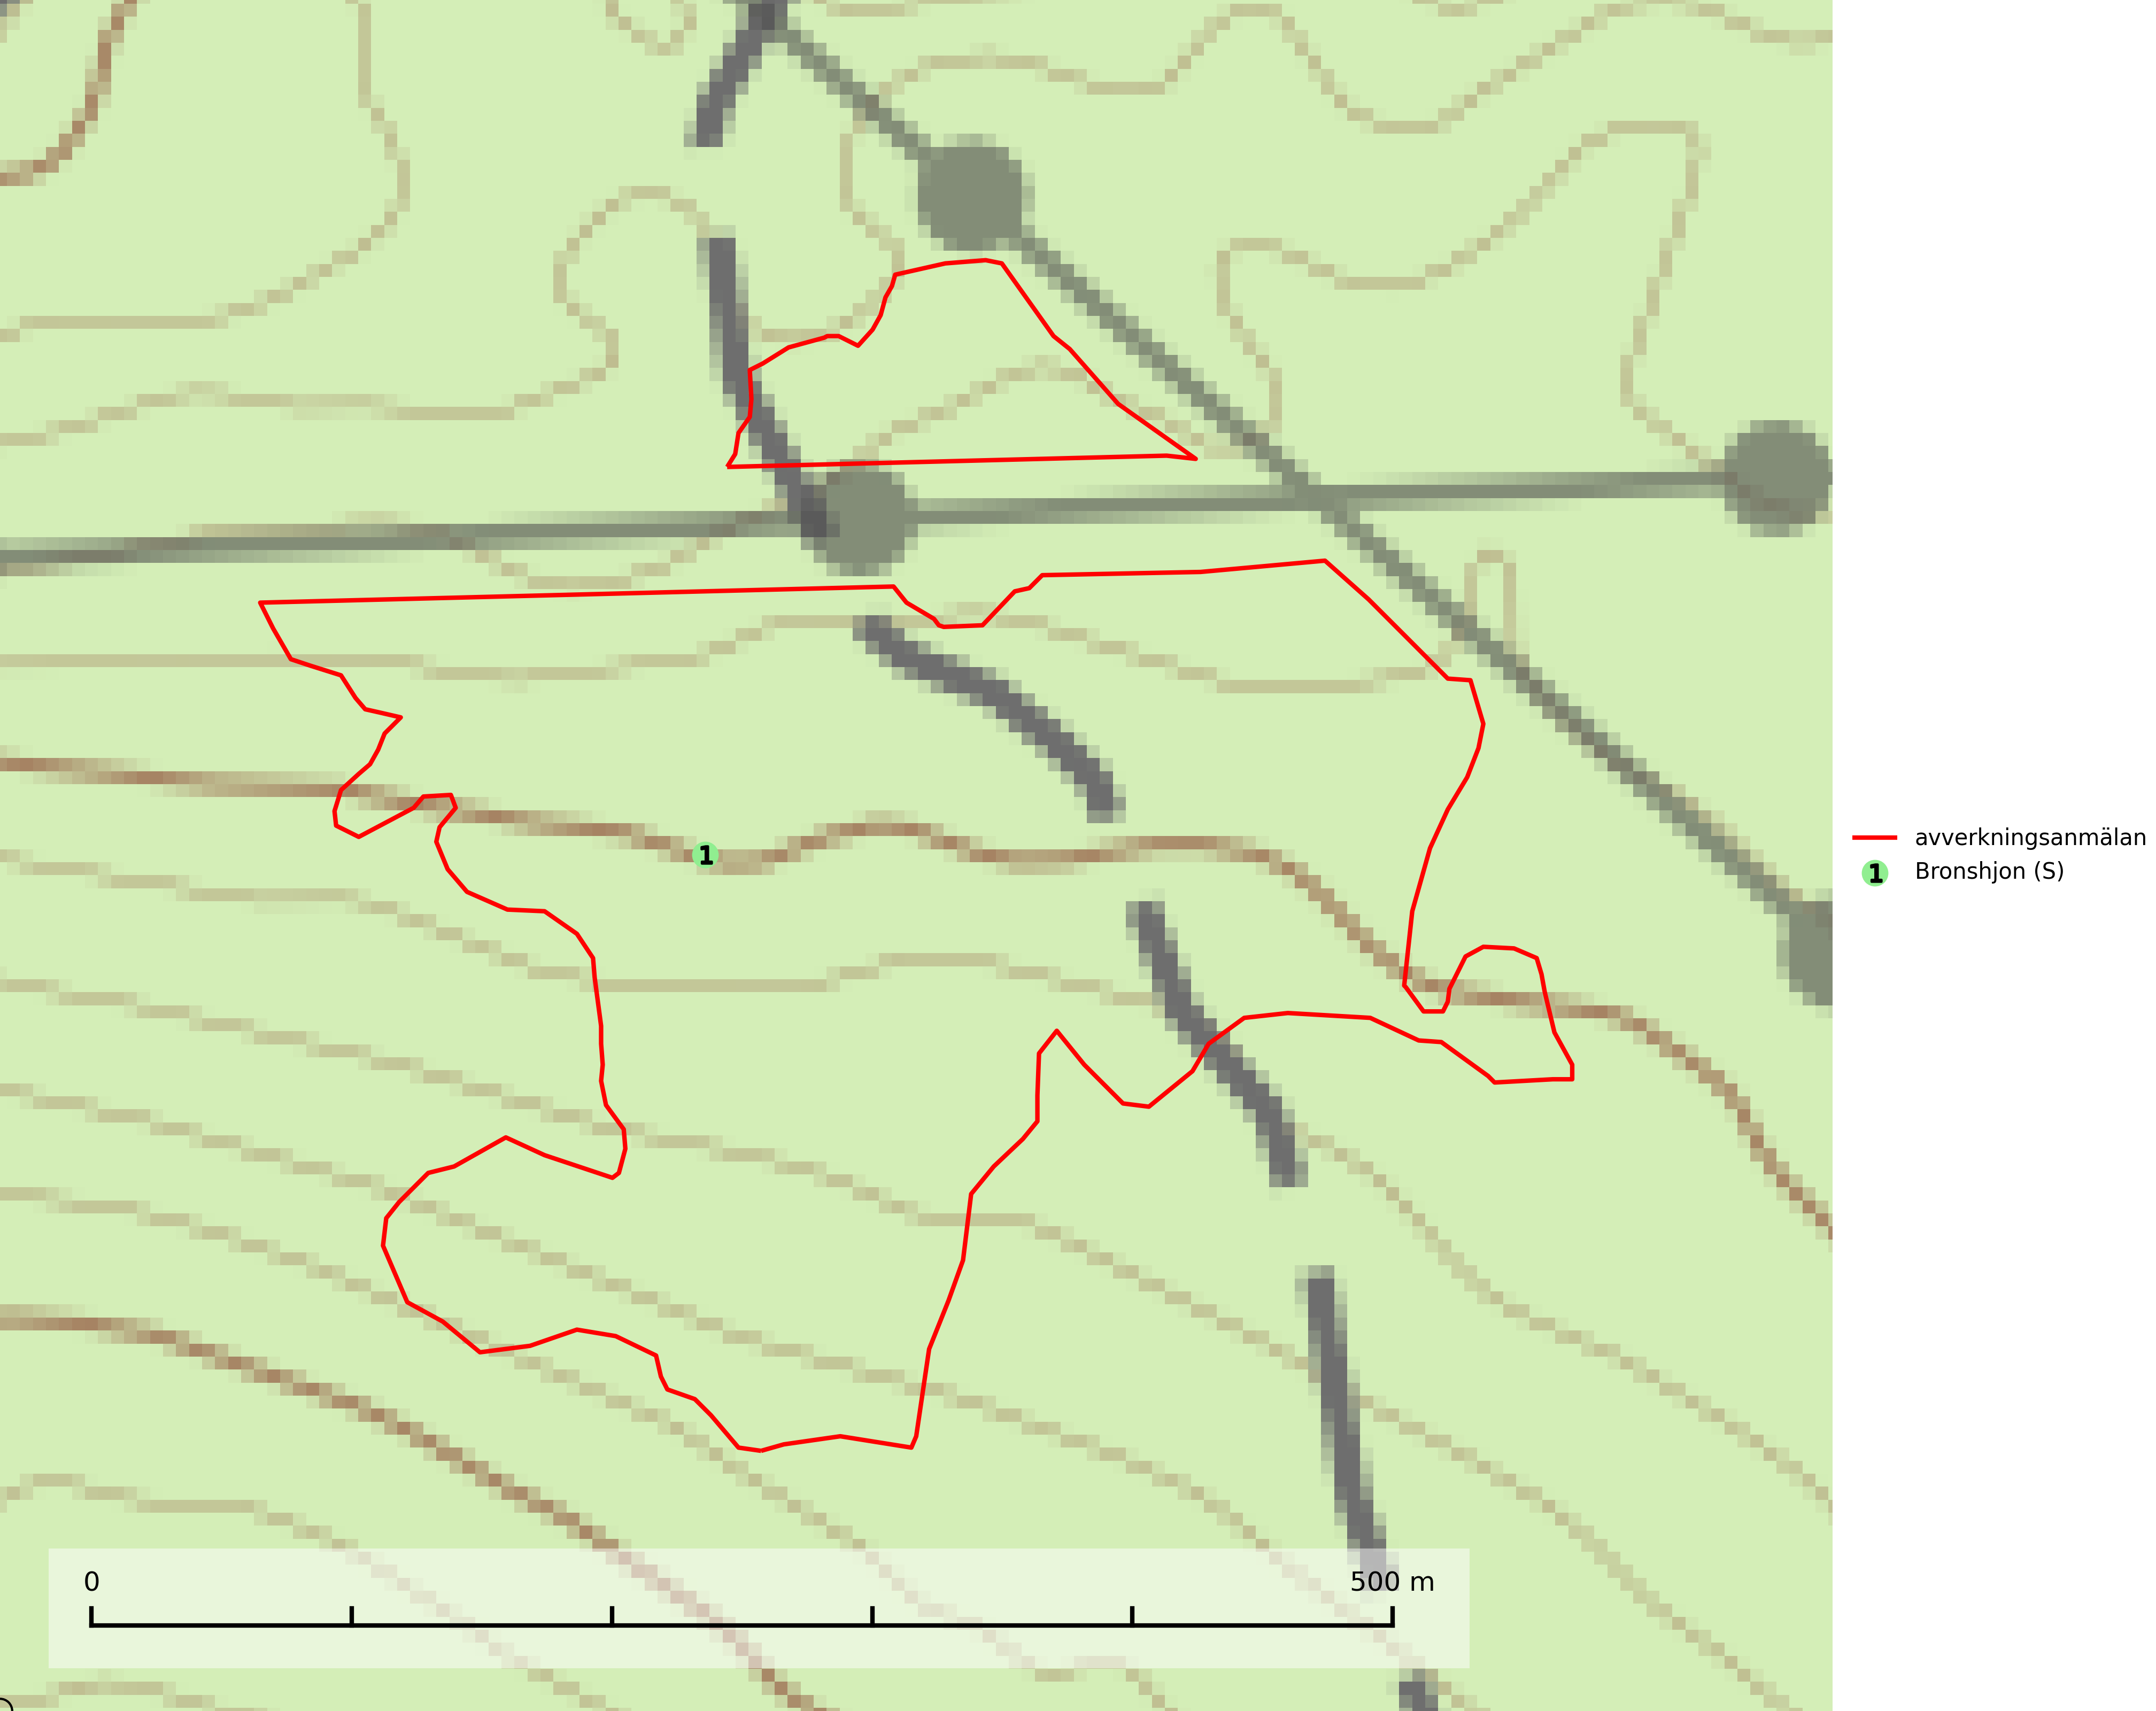 1
avverkningsanmälan
1 Bronshjon (S)
0 500 m